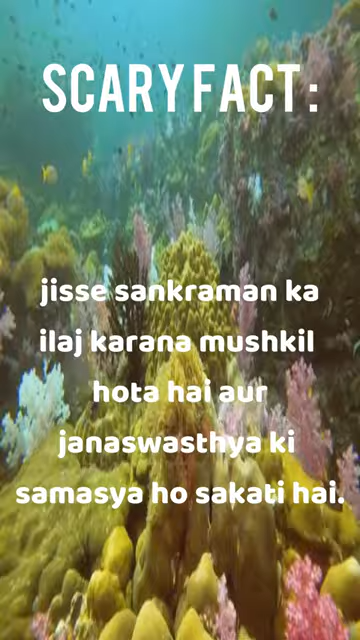 SCARY FACT :
jisse sankraman ka
ilaj karana mushkil
hota hai aur
janaswasthya ki
samasya ho sakati hai.